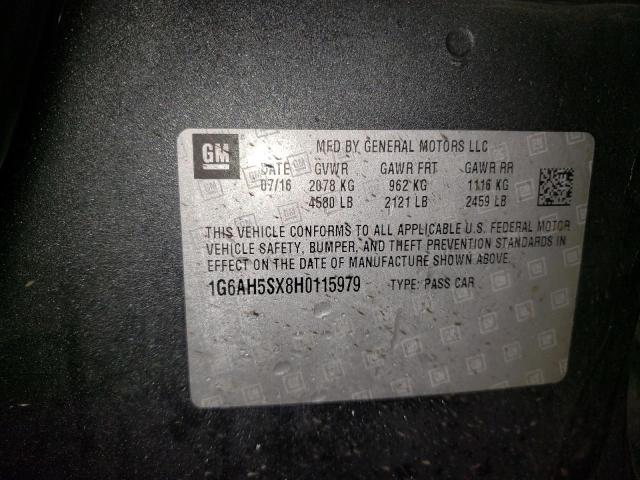 GM
MFD BY GENERAL MOTORS LLC
DATE GVWR GAWR FRT GAWR RR
07/16 2078 KG 962 KG 1116 KG
4580 LB 2121 LB 2459 LB
THIS VEHICLE CONFORMS TO ALL APPLICABLE U.S. FEDERAL MOTOR
VEHICLE SAFETY, BUMPER, AND THEFT PREVENTION STANDARDS IN
EFFECT ON THE DATE OF MANUFACTURE SHOWN ABOVE.
1G6AH5SX8H0115979 TYPE: PASS CAR